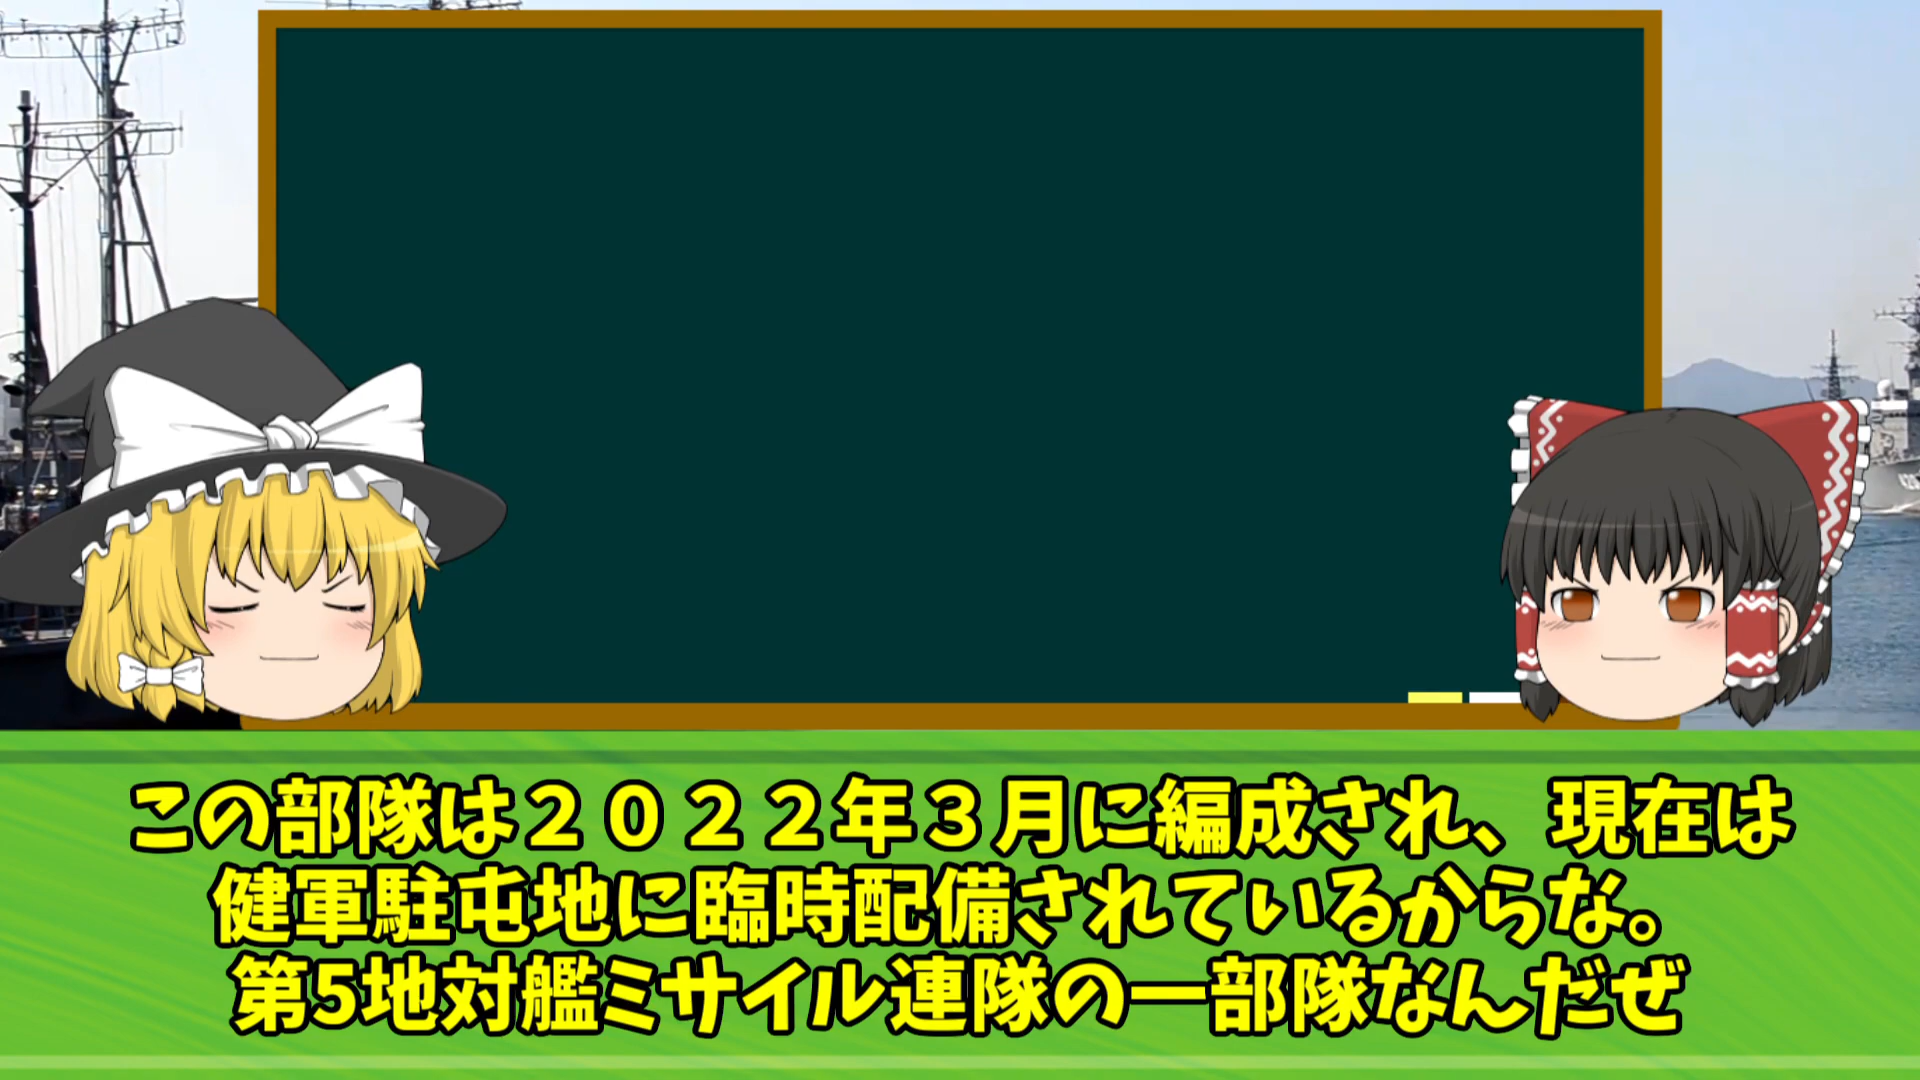 この部隊は２０２２年３月に編成され、現在は
健軍駐屯地に臨時配備されているからな。
第5地対艦ミサイル連隊の一部隊なんだぜ